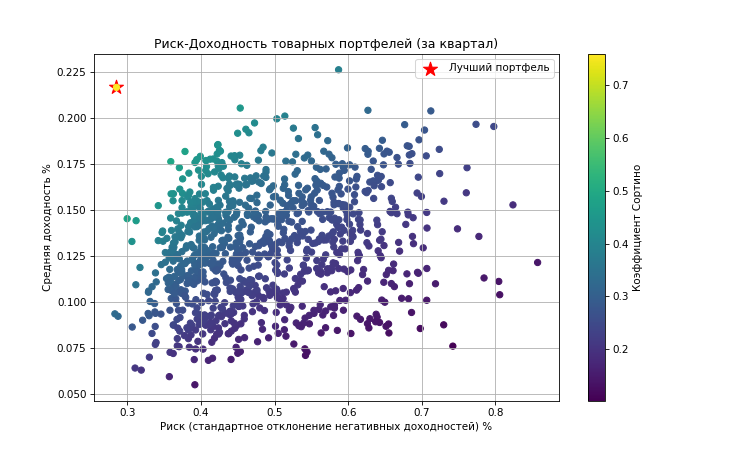 Риск-Доходность товарных портфелей (за квартал)
Лучший портфель
Средняя доходность %
0.225
0.200
0.175
0.150
0.125
0.100
0.075
0.050
0.3 0.4 0.5 0.6 0.7 0.8
Риск (стандартное отклонение негативных доходностей) %
0.7
0.6
0.5
0.4
0.3
0.2
Коэффициент Сортино